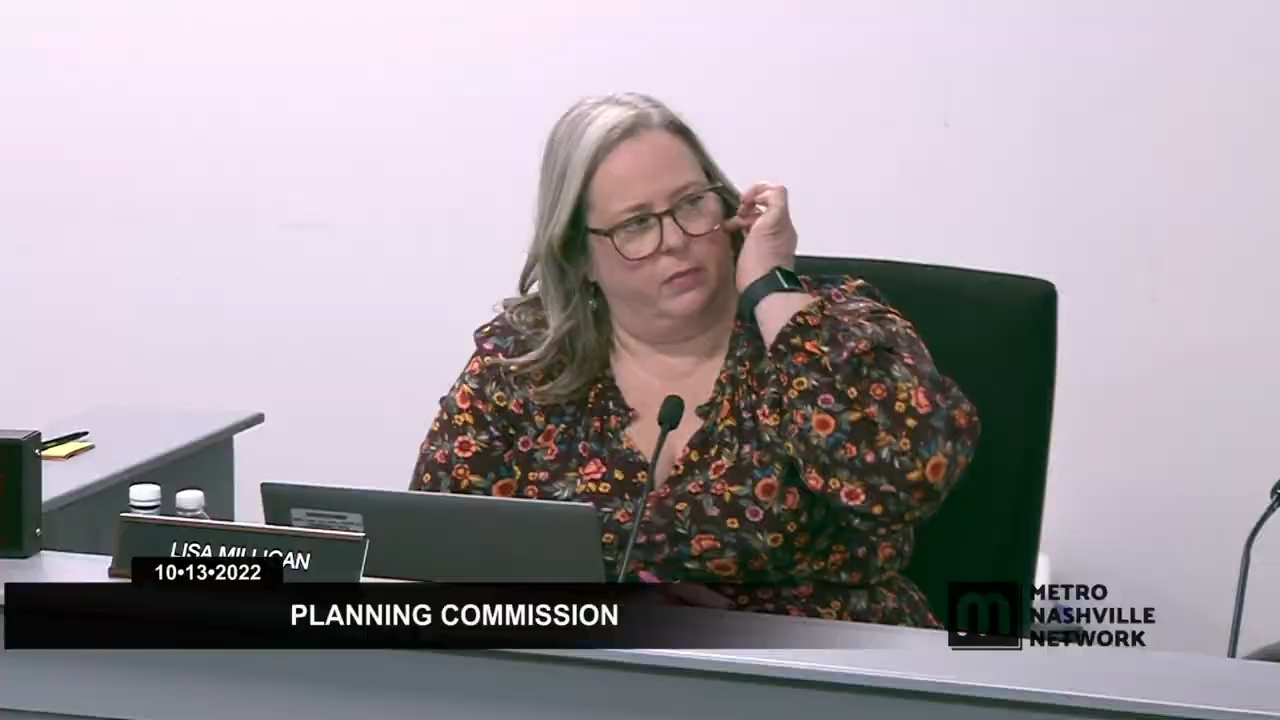 LISA MILLIGAN
10•13•2022
PLANNING COMMISSION
m
METRO
NASHVILLE
NETWORK